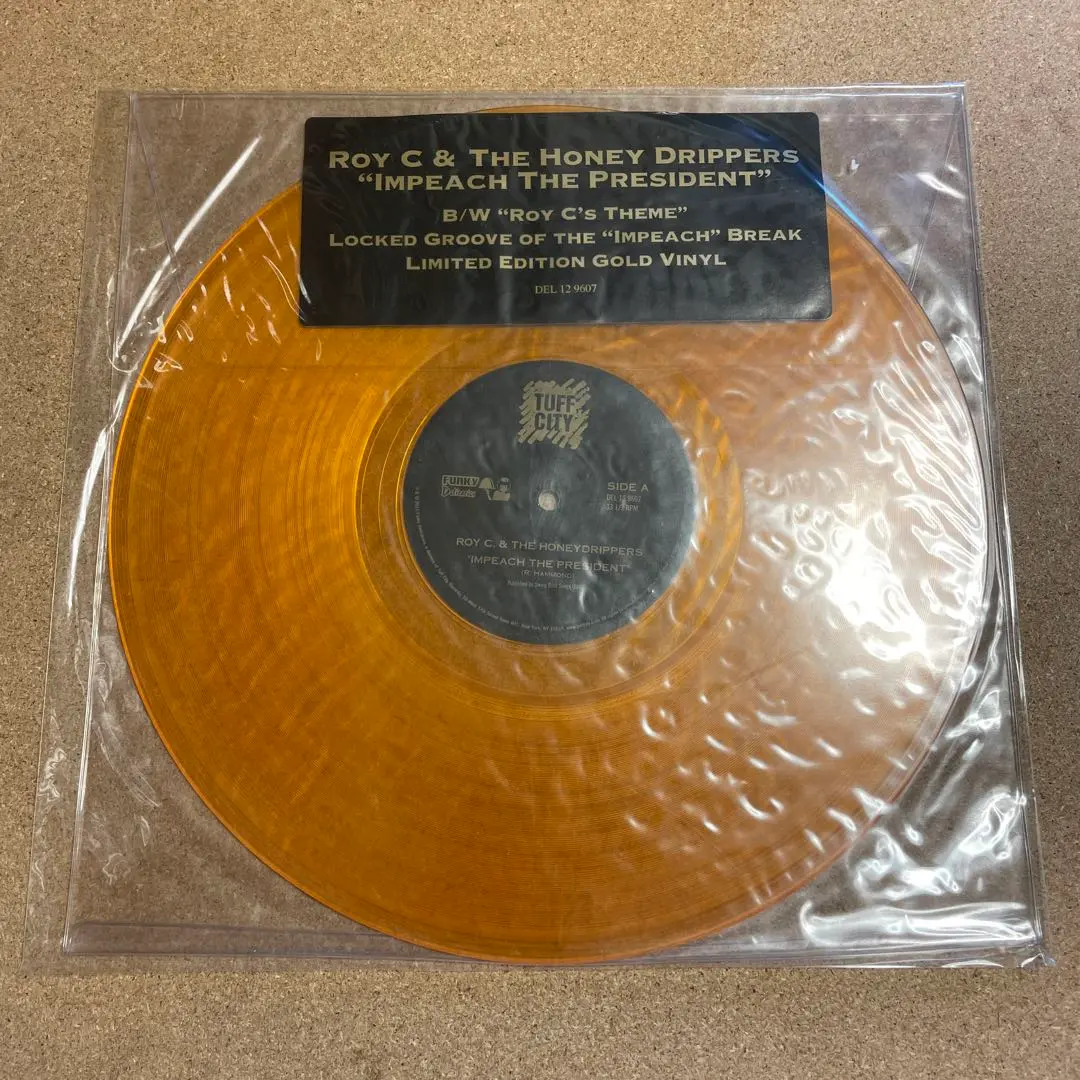 ROY C & THE HONEY DRIPPERS
“IMPEACH THE PRESIDENT”
B/W “ROY C'S THEME”
LOCKED GROOVE OF THE “IMPEACH” BREAK
LIMITED EDITION GOLD VINYL
DEL 12 9607
TUFF
CITY
FUNKY
Delicacies
SIDE A
DEL 12 9607
33 1/3 RPM
ROY C. & THE HONEYDRIPPERS
"IMPEACH THE PRESIDENT"
(R. HAMMOND)